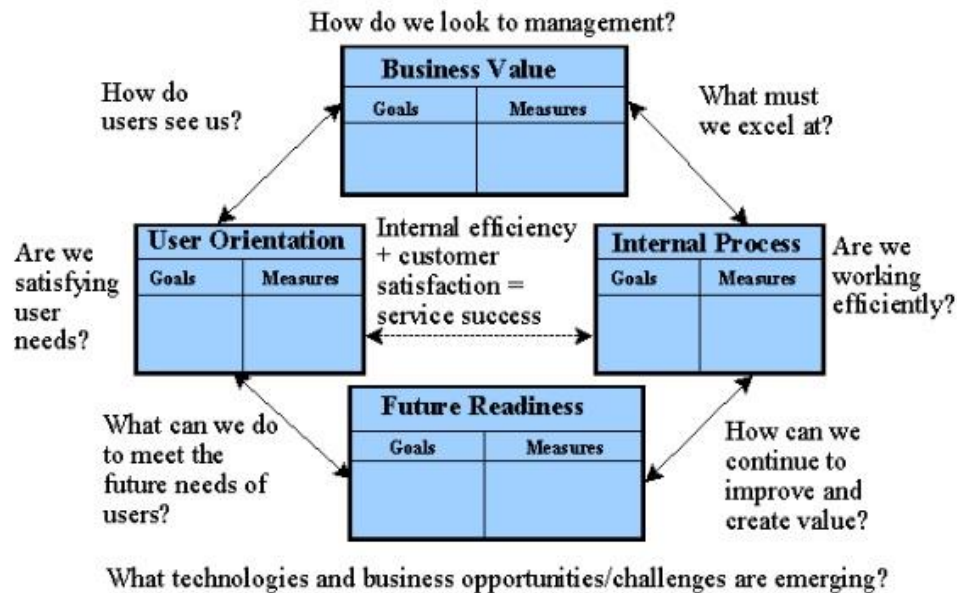 How do we look to management?
Business Value
Goals Measures
How do
users see us?
What must
we excel at?
User Orientation
Goals Measures
Internal efficiency
+ customer
satisfaction =
service success
Internal Process
Goals Measures
Are we
satisfying
user
needs?
Are we
working
efficiently?
Future Readiness
Goals Measures
What can we do
to meet the
future needs of
users?
How can we
continue to
improve and
create value?
What technologies and business opportunities/challenges are emerging?